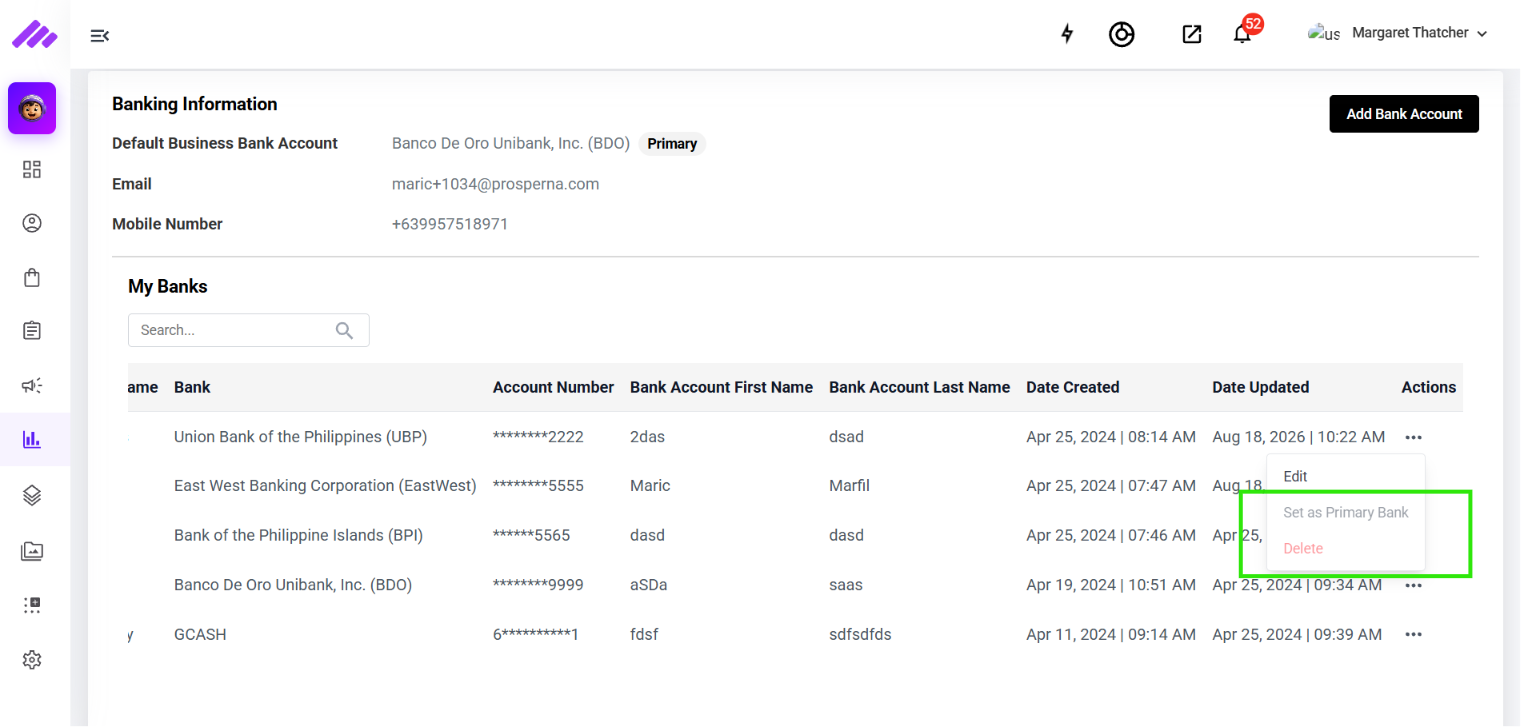 52
us Margaret Thatcher
Banking Information
Add Bank Account
Default Business Bank Account Banco De Oro Unibank, Inc. (BDO) Primary
Email maric+1034@prosperna.com
Mobile Number +639957518971
My Banks
Search...
ame Bank Account Number Bank Account First Name Bank Account Last Name Date Created Date Updated Actions
Union Bank of the Philippines (UBP) ********2222 2das dsad Apr 25, 2024 | 08:14 AM Aug 18, 2026 | 10:22 AM
Edit
East West Banking Corporation (EastWest) ********5555 Maric Marfil Apr 25, 2024 | 07:47 AM Aug 18,
Set as Primary Bank
Bank of the Philippine Islands (BPI) ******5565 dasd dasd Apr 25, 2024 | 07:46 AM Apr 25,
Delete
Banco De Oro Unibank, Inc. (BDO) ********9999 aSDa saas Apr 19, 2024 | 10:51 AM Apr 25, 2024 | 09:34 AM
y GCASH 6**********1 fdsf sdfsdfds Apr 11, 2024 | 09:14 AM Apr 25, 2024 | 09:39 AM